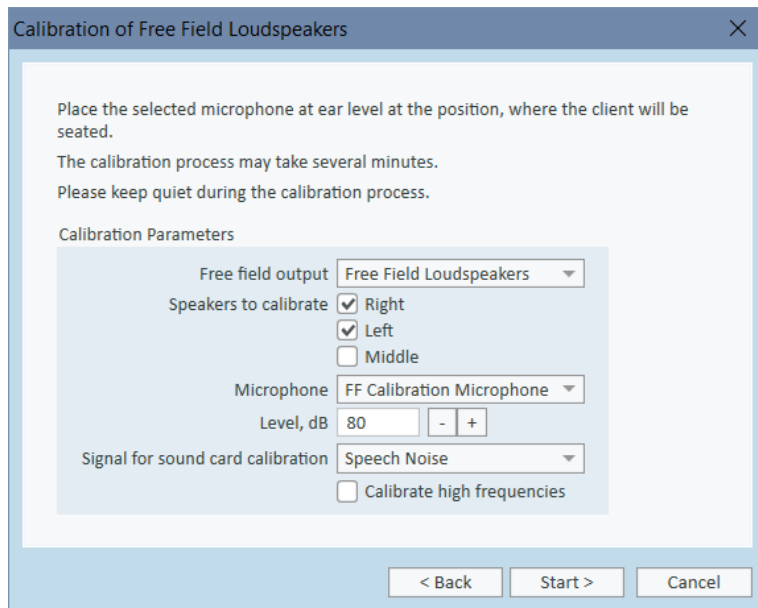 Calibration of Free Field Loudspeakers
Place the selected microphone at ear level at the position, where the client will be
seated.
The calibration process may take several minutes.
Please keep quiet during the calibration process.
Calibration Parameters
Free field output Free Field Loudspeakers
Speakers to calibrate Right
Left
Middle
Microphone FF Calibration Microphone
Level, dB 80 - +
Signal for sound card calibration Speech Noise
Calibrate high frequencies
< Back Start > Cancel